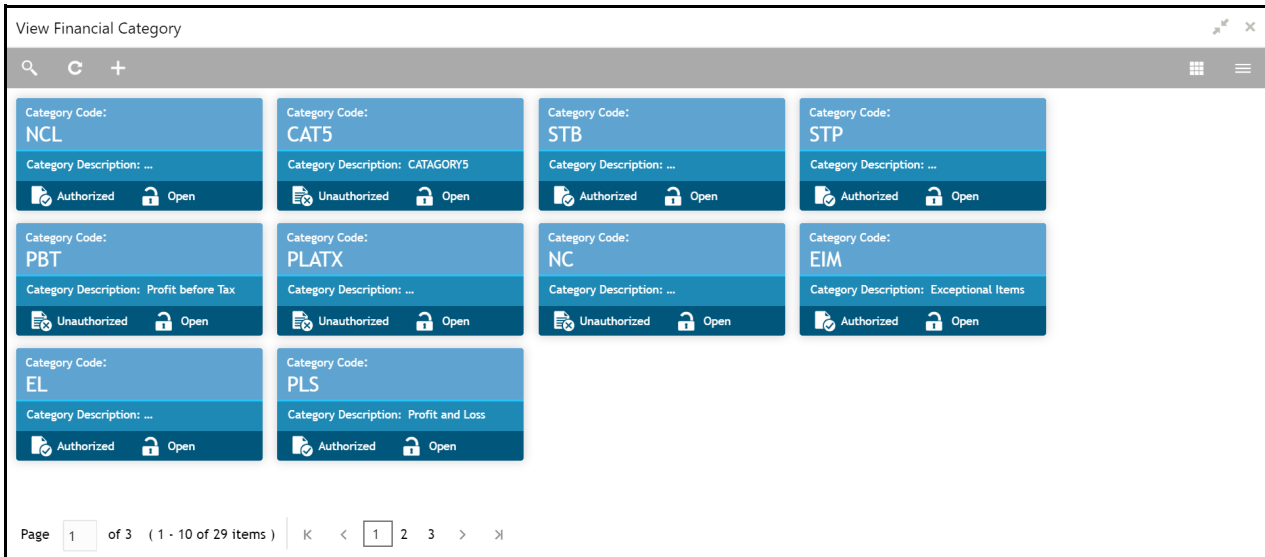 View Financial Category
Category Code: Category Code: Category Code: Category Code:
NCL CAT5 STB STP
Category Description: ... Category Description: CATAGORY5 Category Description: ... Category Description: ...
Authorized Open Unauthorized Open Authorized Open Authorized Open
Category Code: Category Code: Category Code: Category Code:
PBT PLATX NC EIM
Category Description: Profit before Tax Category Description: ... Category Description: ... Category Description: Exceptional Items
Unauthorized Open Unauthorized Open Unauthorized Open Authorized Open
Category Code: Category Code:
EL PLS
Category Description: ... Category Description: Profit and Loss
Authorized Open Authorized Open
Page 1 of 3 ( 1 - 10 of 29 items ) 1 2 3